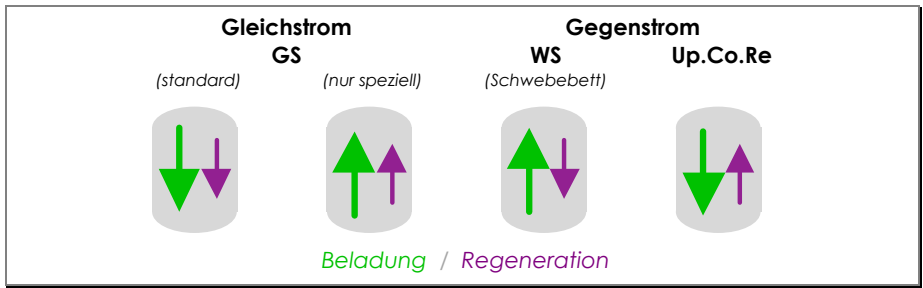 Gleichstrom Gegenstrom
GS WS Up.Co.Re
(standard) (nur speziell) (Schwebebett)
Beladung / Regeneration